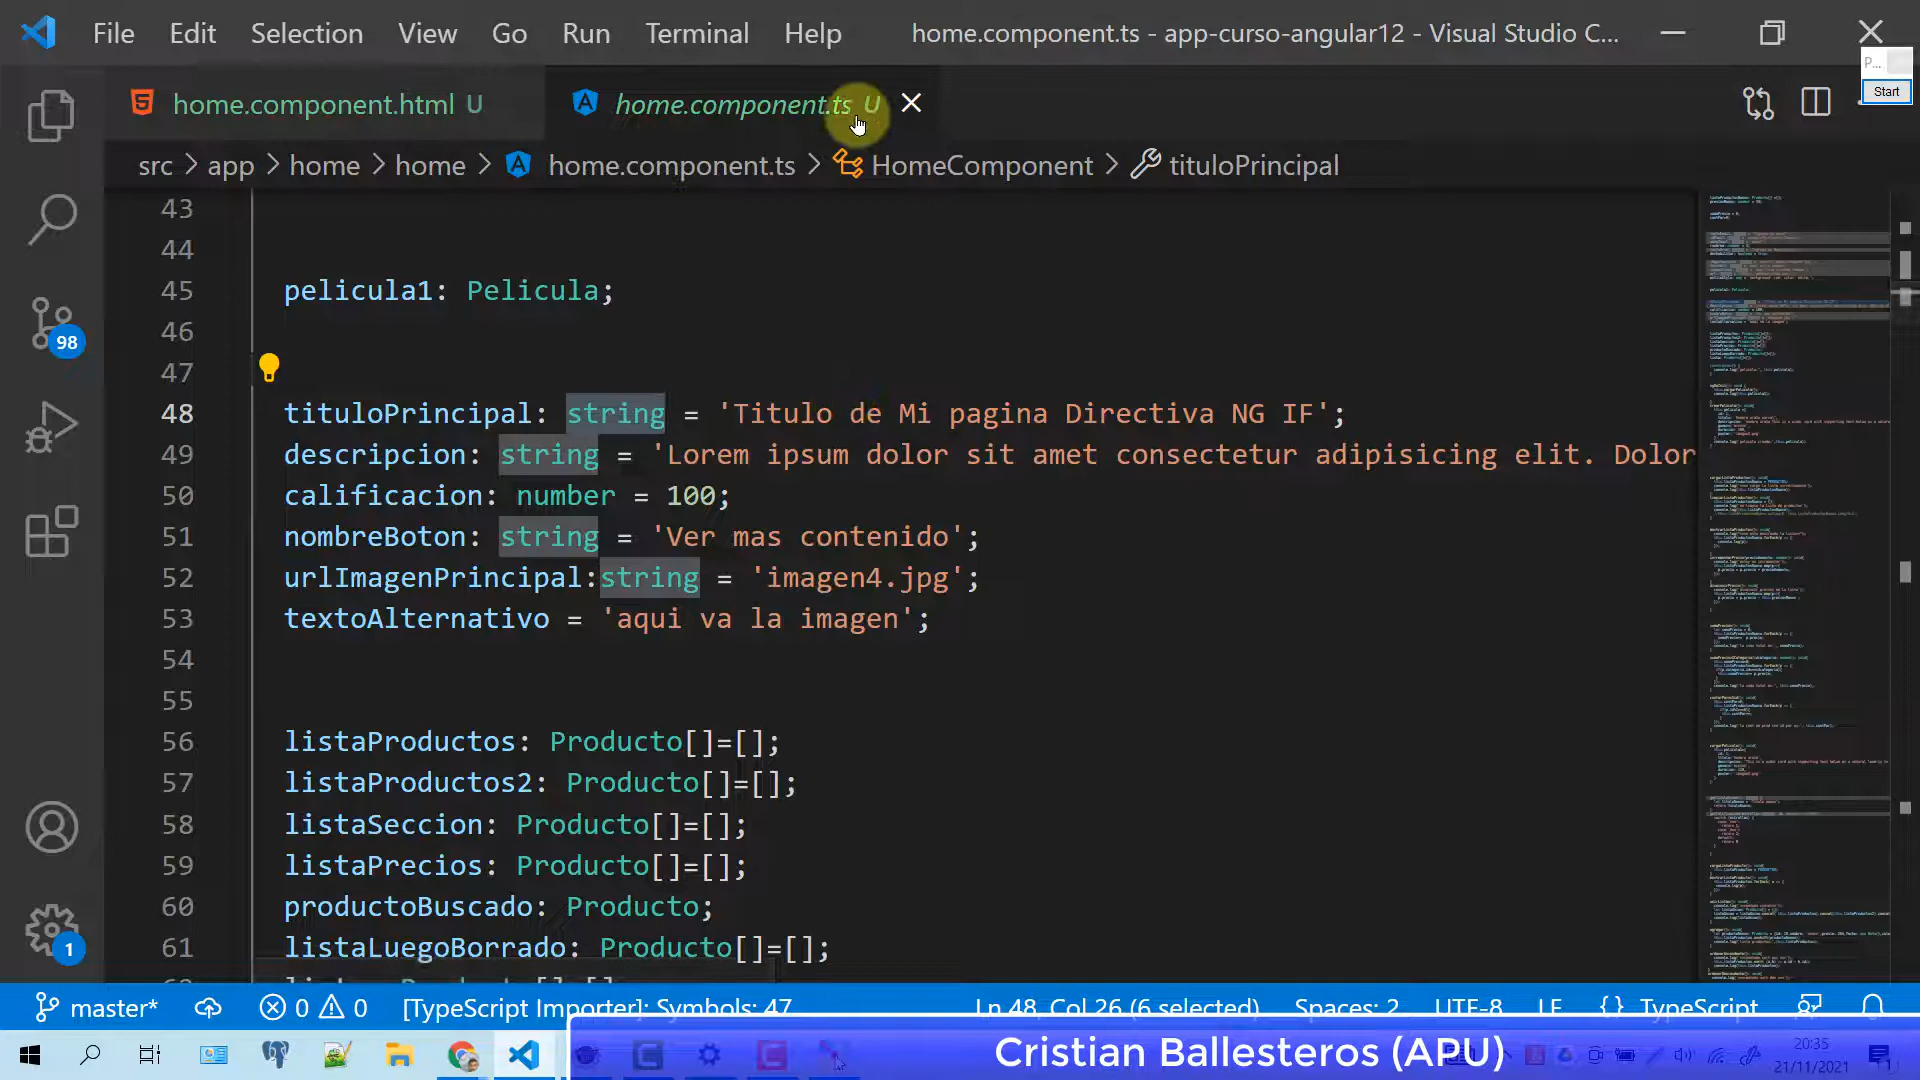 File Edit Selection View Go Run Terminal Help home.component.ts - app-curso-angular12 - Visual Studio C...
P...
Start
home.component.html U home.component.ts U
src > app > home > home > home.component.ts > HomeComponent > tituloPrincipal
43
44
45 pelicula1: Pelicula;
46
47
48 tituloPrincipal: string = 'Titulo de Mi pagina Directiva NG IF';
49 descripcion: string = 'Lorem ipsum dolor sit amet consectetur adipisicing elit. Dolor
50 calificacion: number = 100;
51 nombreBoton: string = 'Ver mas contenido';
52 urlImagenPrincipal:string = 'imagen4.jpg';
53 textoAlternativo = 'aqui va la imagen';
54
55
56 listaProductos: Producto[]=[];
57 listaProductos2: Producto[]=[];
58 listaSeccion: Producto[]=[];
59 listaPrecios: Producto[]=[];
60 productoBuscado: Producto;
61 listaLuegoBorrado: Producto[]=[];
98
1
master* 0 0 [TypeScript Importer]: Symbols: 47 Ln 48, Col 26 (6 selected) Spaces: 2 UTF-8 LF {} TypeScript
Cristian Ballesteros (APU)
20:35
21/11/2021